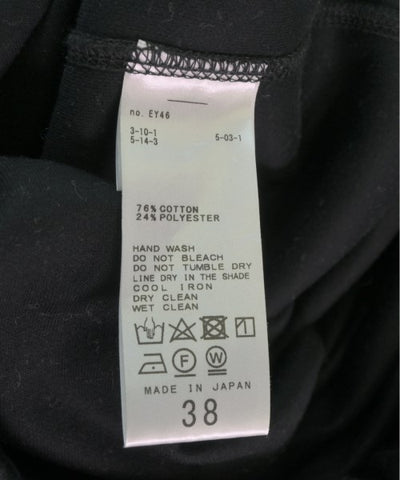 no. EY46
3-10-1
5-14-3 5-03-1
76% COTTON
24% POLYESTER
HAND WASH
DO NOT BLEACH
DO NOT TUMBLE DRY
LINE DRY IN THE SHADE
COOL IRON
DRY CLEAN
WET CLEAN
F W
MADE IN JAPAN
38